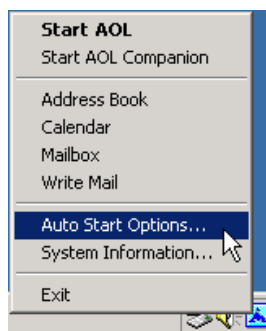 Start AOL
Start AOL Companion
Address Book
Calendar
Mailbox
Write Mail
Auto Start Options...
System Information...
Exit